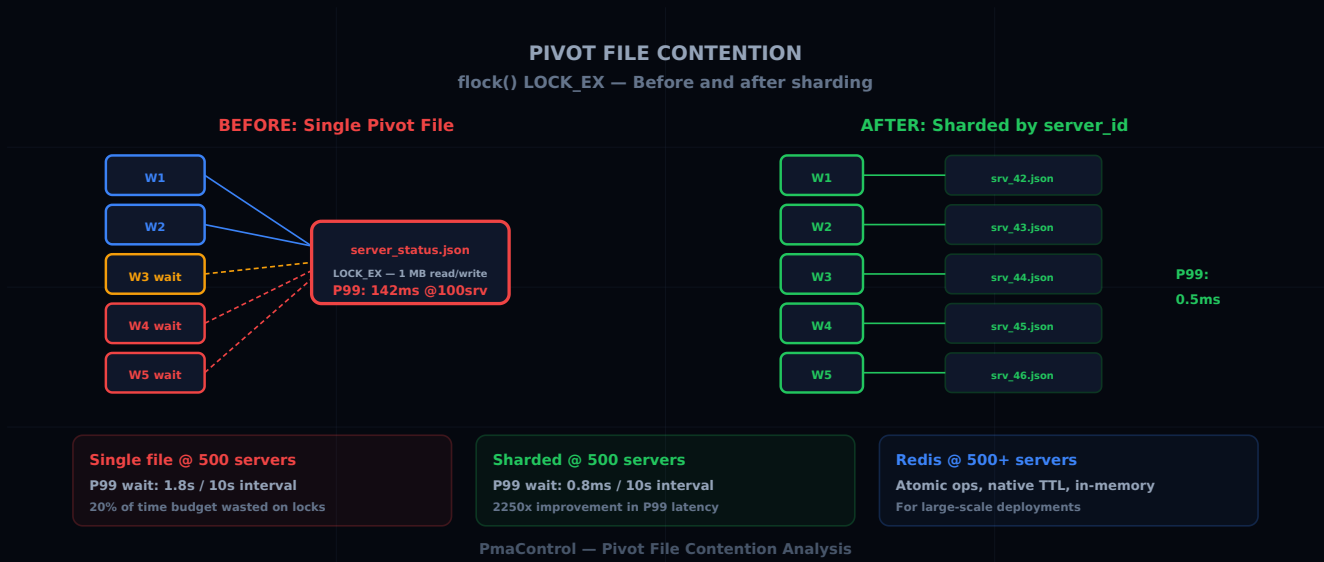 PIVOT FILE CONTENTION
flock() LOCK_EX — Before and after sharding
BEFORE: Single Pivot File
W1
W2
W3 wait
W4 wait
W5 wait
server_status.json
LOCK_EX — 1 MB read/write
P99: 142ms @100srv
AFTER: Sharded by server_id
W1
srv_42.json
W2
srv_43.json
W3
srv_44.json
W4
srv_45.json
W5
srv_46.json
P99:
0.5ms
Single file @ 500 servers
P99 wait: 1.8s / 10s interval
20% of time budget wasted on locks
Sharded @ 500 servers
P99 wait: 0.8ms / 10s interval
2250x improvement in P99 latency
Redis @ 500+ servers
Atomic ops, native TTL, in-memory
For large-scale deployments
PmaControl — Pivot File Contention Analysis